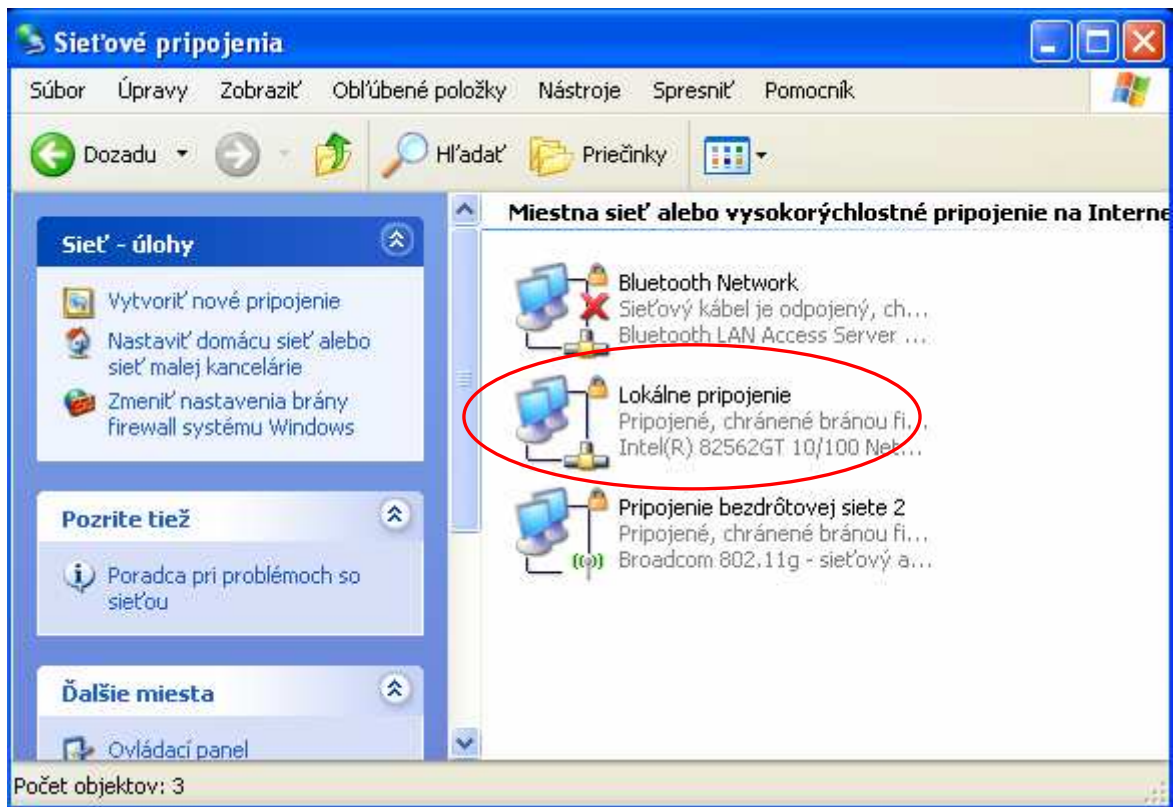 Sieťové pripojenia
Súbor Úpravy Zobraziť Obľúbené položky Nástroje Spresniť Pomocník
Dozadu Hľadať Priečinky
Sieť - úlohy
Vytvoriť nové pripojenie
Nastaviť domácu sieť alebo
sieť malej kancelárie
Zmeniť nastavenia brány
firewall systému Windows
Pozrite tiež
Poradca pri problémoch so
sieťou
Ďalšie miesta
Ovládací panel
Miestna sieť alebo vysokorýchlostné pripojenie na Interne
Bluetooth Network
Sieťový kábel je odpojený, ch...
Bluetooth LAN Access Server ...
Lokálne pripojenie
Pripojené, chránené bránou fi...
Intel(R) 82562GT 10/100 Net...
Pripojenie bezdrôtovej siete 2
Pripojené, chránené bránou fi...
Broadcom 802.11g - sieťový a...
Počet objektov: 3